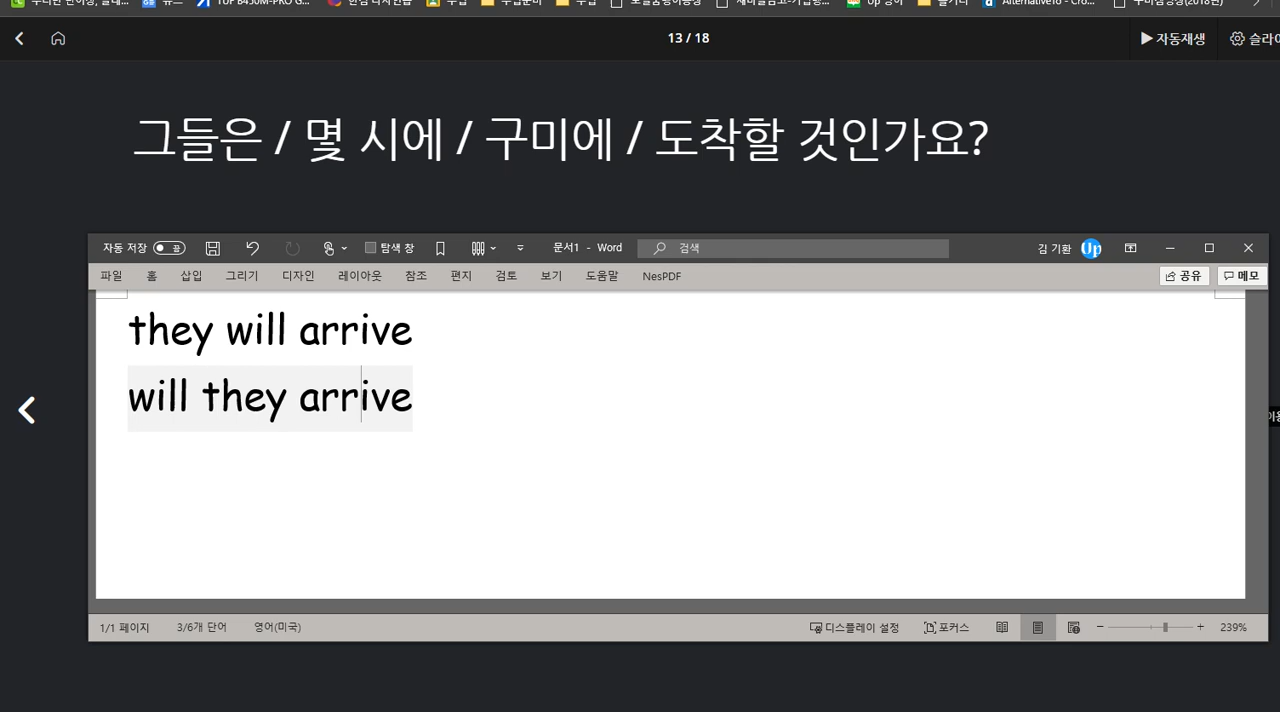 뉴스
13 / 18
자동재생
그들은 / 몇 시에 / 구미에 / 도착할 것인가요?
자동 저장 끔 탐색 창 문서1 - Word 검색 김 기환 Up
파일 홈 삽입 그리기 디자인 레이아웃 참조 편지 검토 보기 도움말 NesPDF 공유 메모
they will arrive
will they arrive
1/1 페이지 3/6개 단어 영어(미국) 디스플레이 설정 포커스 239%